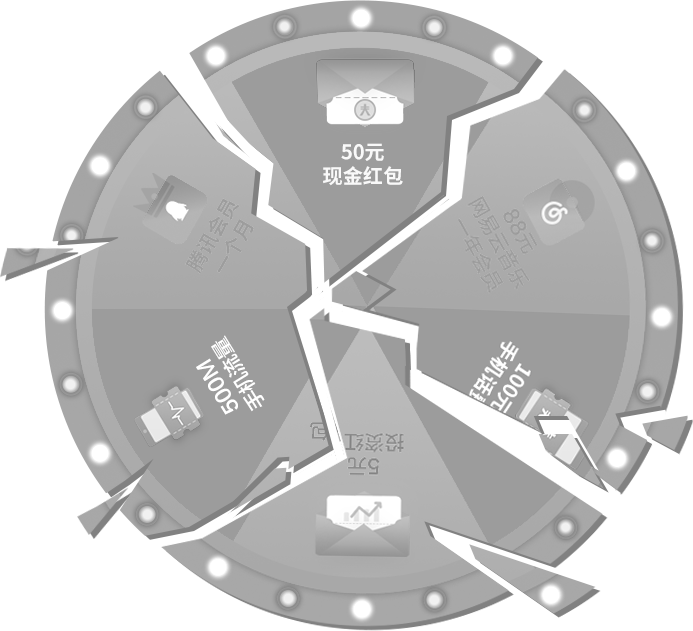 50元
现金红包
88元
网易云音乐
一年会员
100元
手机话
5元
投资红包
500M
手机流量
腾讯会员
一个月